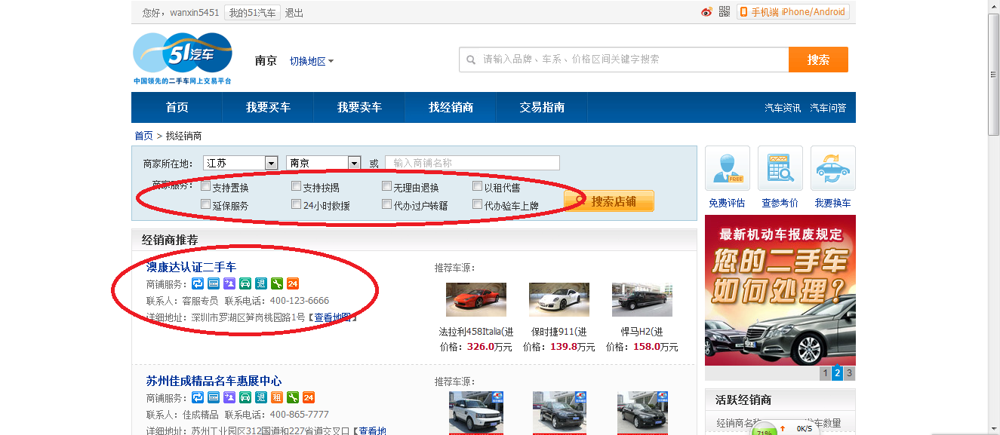 您好，wanxin5451 我的51汽车 退出 手机端 iPhone/Android
51汽车
中国领先的二手车网上交易平台
南京 切换地区 请输入品牌、车系、价格区间关键字搜索 搜索
首页 我要买车 我要卖车 找经销商 交易指南 汽车资讯 汽车问答
首页 > 找经销商
商家所在地： 江苏 南京 或 输入商铺名称
商家服务： 支持置换 支持按揭 无理由退换 以租代售
延保服务 24小时救援 代办过户转籍 代办验车上牌
搜索店铺
FREE
免费评估 查参考价 我要换车
最新机动车报废规定
您的二手车
如何处理？
1 2 3
经销商推荐
澳康达认证二手车
商铺服务： 退 24
联系人：客服专员 联系电话：400-123-6666
详细地址：深圳市罗湖区笋岗桃园路1号【查看地图】
推荐车源：
法拉利458Italia(进 保时捷911(进 悍马H2(进
价格：326.0万元 价格：139.8万元 价格：158.0万元
苏州佳成精品名车惠展中心
商铺服务： 退 租 24
联系人：佳成精品 联系电话：400-865-7777
详细地址：苏州工业园区312国道和227省道交叉口【查看地
推荐车源：
活跃经销商
商铺名称 发车数量
71% 0K/S